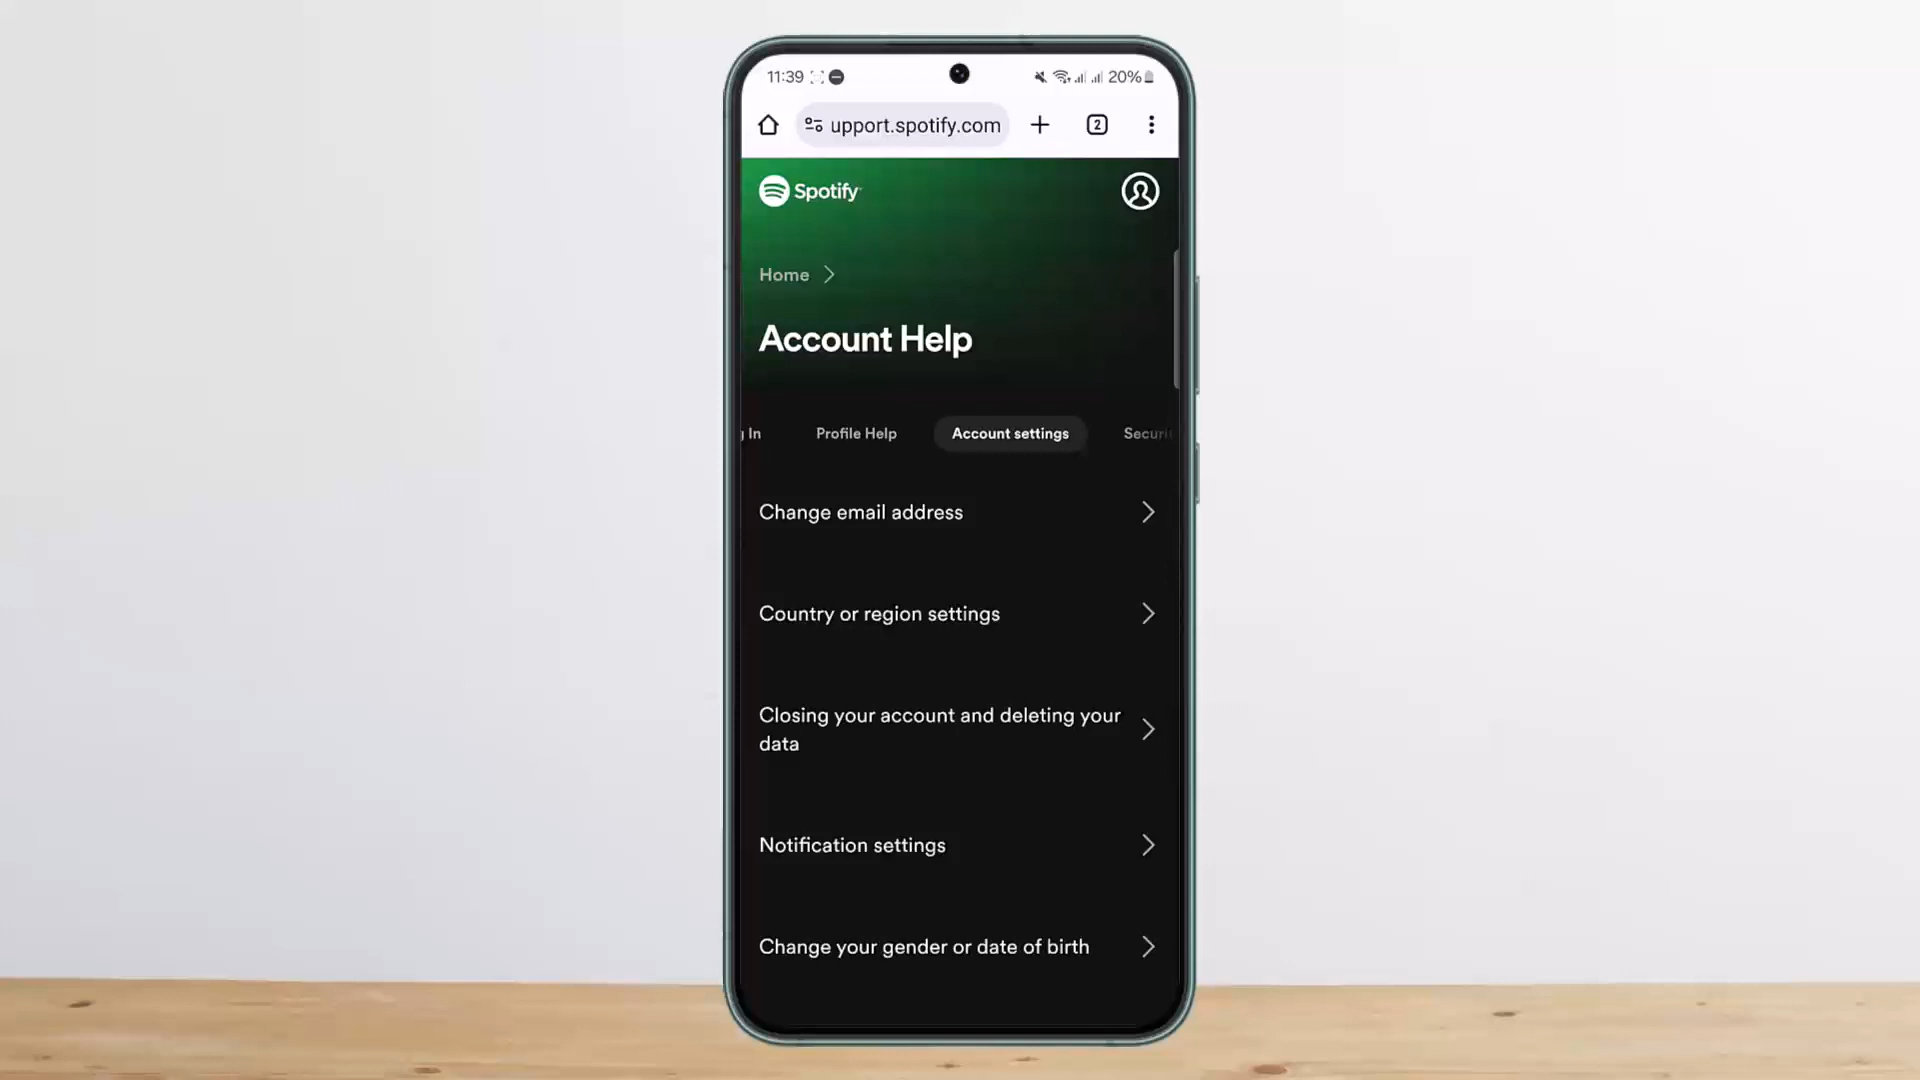 11:39
20%
upport.spotify.com
2
Spotify
Home
Account Help
g In
Profile Help
Account settings
Securi
Change email address
Country or region settings
Closing your account and deleting your
data
Notification settings
Change your gender or date of birth